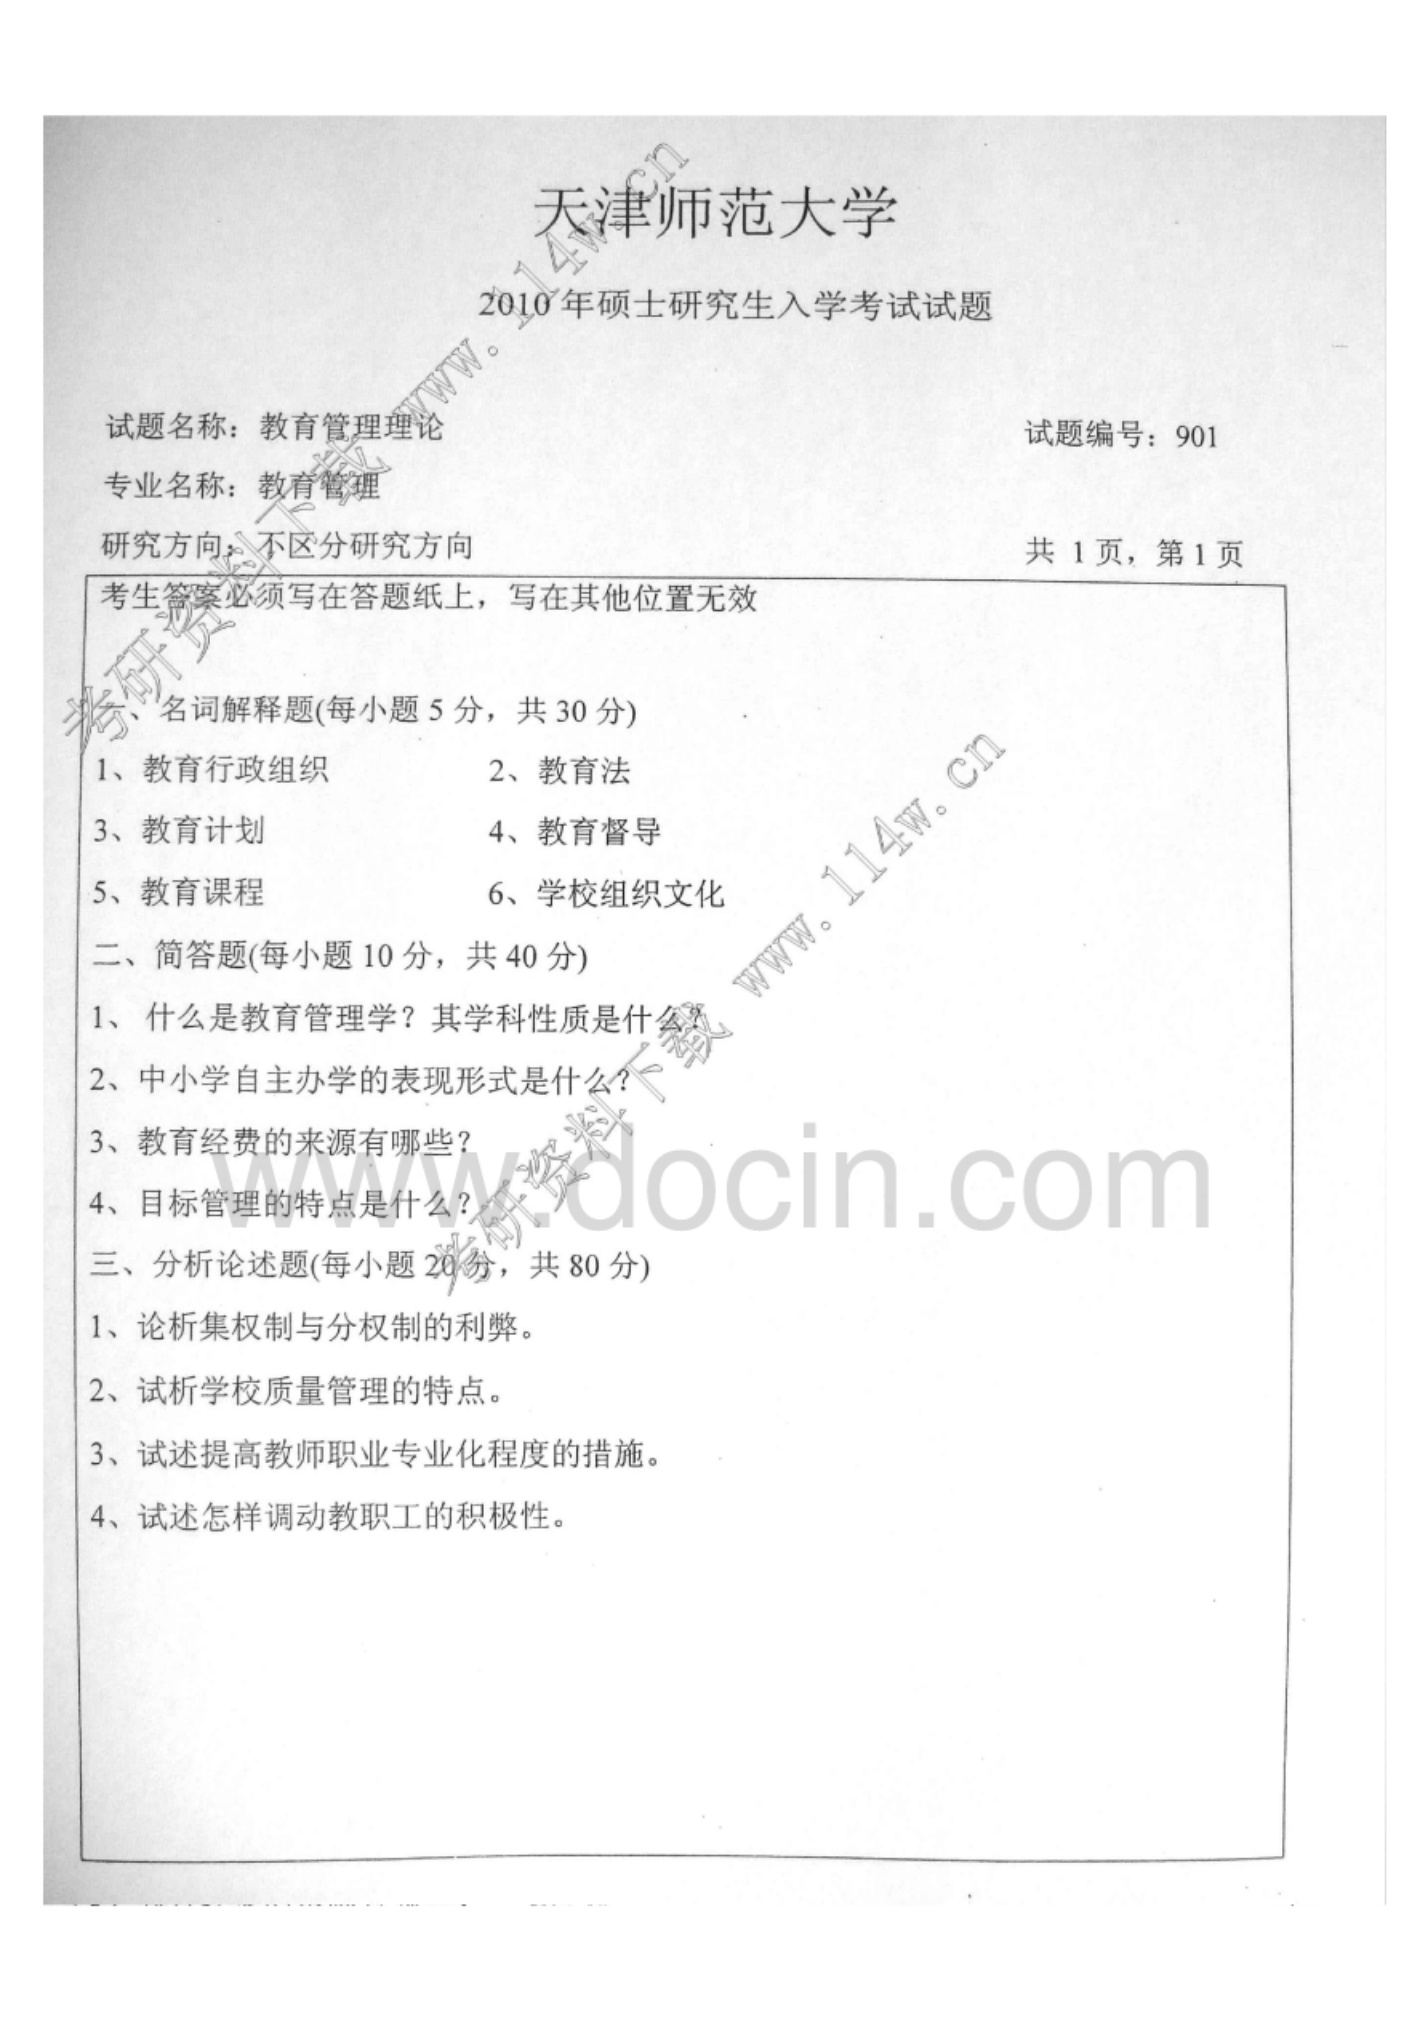 天津师范大学
2010 年硕士研究生入学考试试题
试题名称：教育管理理论
试题编号：901
专业名称：教育管理
研究方向：不区分研究方向
共 1 页，第 1 页
考生答案必须写在答题纸上，写在其他位置无效
一、名词解释题(每小题 5 分，共 30 分)
1、教育行政组织 2、教育法
3、教育计划 4、教育督导
5、教育课程 6、学校组织文化
二、简答题(每小题 10 分，共 40 分)
1、 什么是教育管理学？其学科性质是什么？
2、中小学自主办学的表现形式是什么？
3、教育经费的来源有哪些？
4、目标管理的特点是什么？
三、分析论述题(每小题 20 分，共 80 分)
1、论析集权制与分权制的利弊。
2、试析学校质量管理的特点。
3、试述提高教师职业专业化程度的措施。
4、试述怎样调动教职工的积极性。
考研资料下载 www.114w.cn
考研资料下载 www.114w.cn
www.docin.com